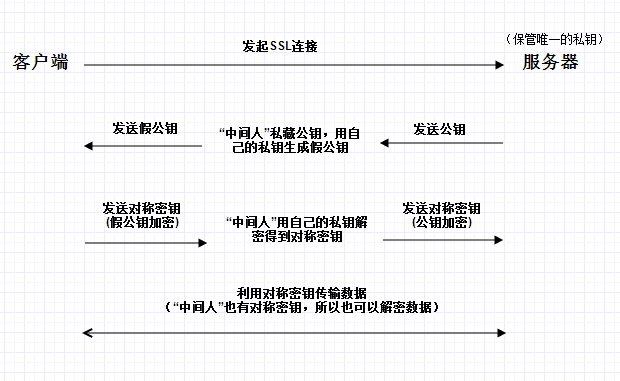 发起SSL连接
（保管唯一的私钥）
客户端
服务器
发送假公钥
“中间人”私藏公钥，用自
己的私钥生成假公钥
发送公钥
发送对称密钥
(假公钥加密)
“中间人”用自己的私钥解
密得到对称密钥
发送对称密钥
(公钥加密)
利用对称密钥传输数据
（“中间人”也有对称密钥，所以也可以解密数据）